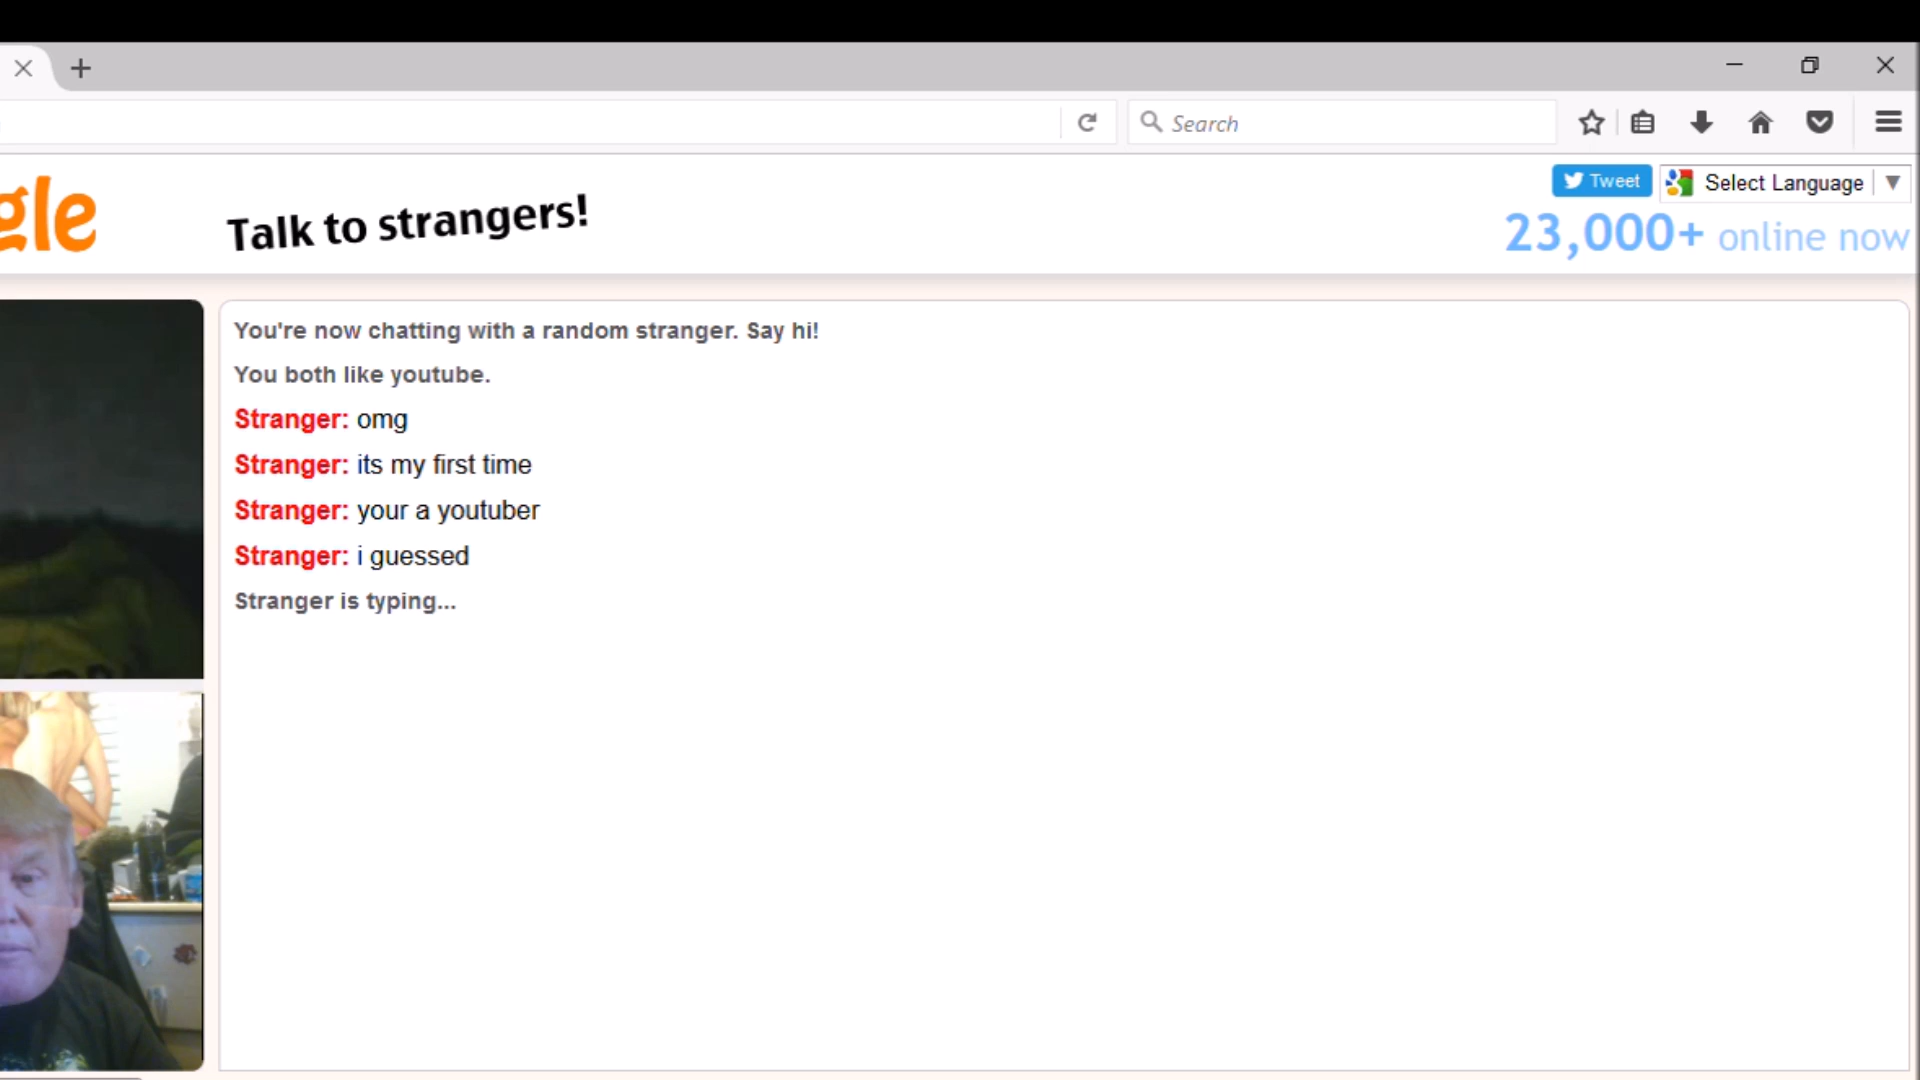 gle
Talk to strangers!
Search
Tweet
Select Language
23,000+ online now
You're now chatting with a random stranger. Say hi!
You both like youtube.
Stranger: omg
Stranger: its my first time
Stranger: your a youtuber
Stranger: i guessed
Stranger is typing...